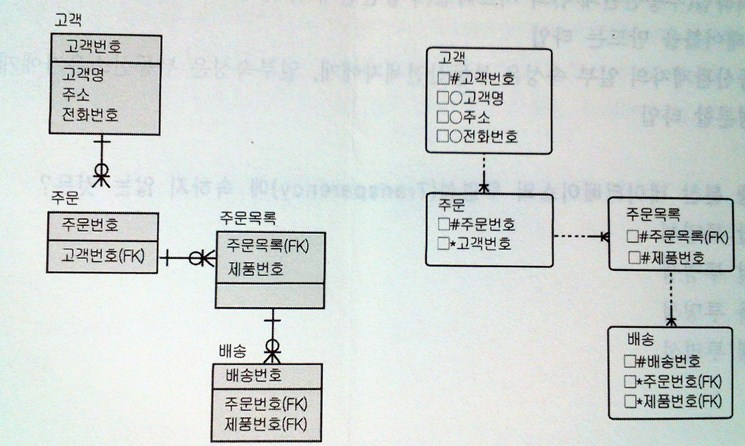 고객
고객번호
고객명
주소
전화번호
주문
주문번호
고객번호(FK)
주문목록
주문목록(FK)
제품번호
배송
배송번호
주문번호(FK)
제품번호(FK)
고객
□#고객번호
□○고객명
□○주소
□○전화번호
주문
□#주문번호
□*고객번호
주문목록
□#주문목록(FK)
□#제품번호
배송
□#배송번호
□*주문번호(FK)
□*제품번호(FK)